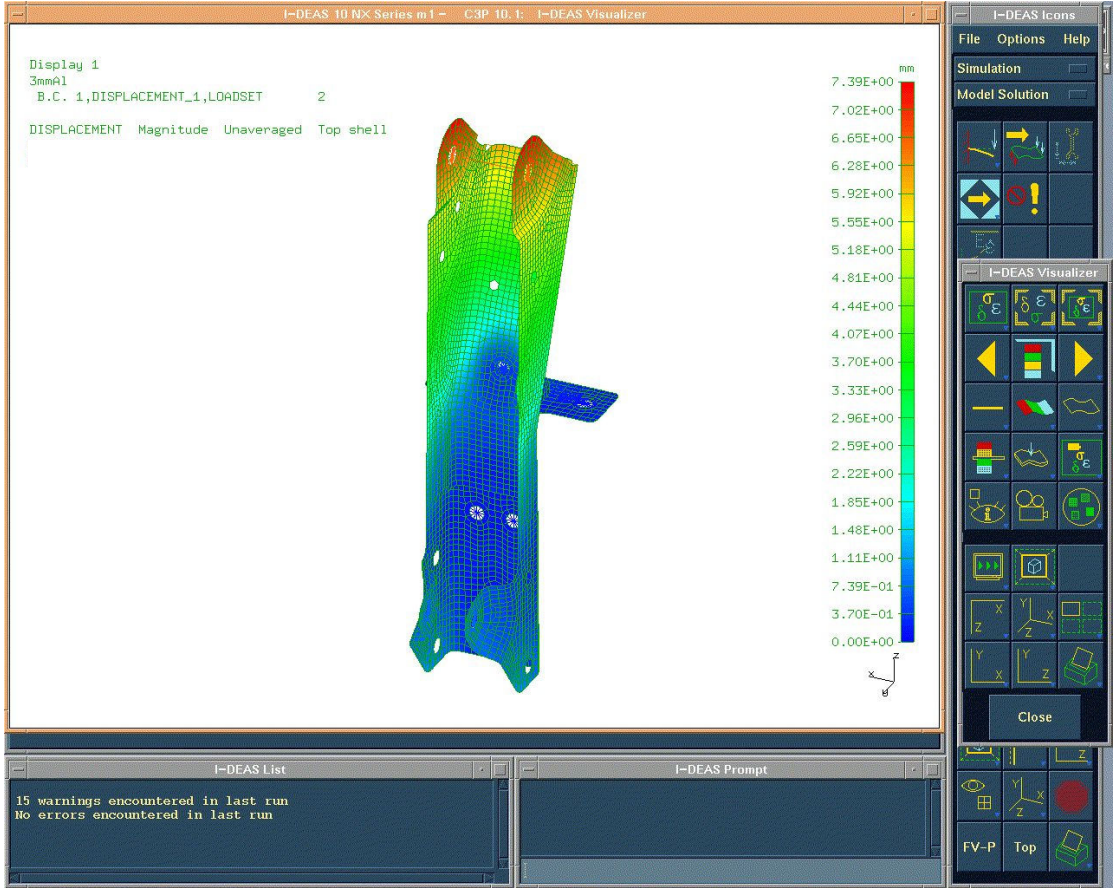 I-DEAS 10 NX Series m1 - C3P 10.1: I-DEAS Visualizer
Display 1
3mmAl
B.C. 1,DISPLACEMENT_1,LOADSET 2
DISPLACEMENT Magnitude Unaveraged Top shell
mm
7.39E+00
7.02E+00
6.65E+00
6.28E+00
5.92E+00
5.55E+00
5.18E+00
4.81E+00
4.44E+00
4.07E+00
3.70E+00
3.33E+00
2.96E+00
2.59E+00
2.22E+00
1.85E+00
1.48E+00
1.11E+00
7.39E-01
3.70E-01
0.00E+00
Z
X
I-DEAS Icons
File Options Help
Simulation
Model Solution
I-DEAS Visualizer
X
Z
Y
X
Z
Y
X
Y
Z
Close
Z
Y
X
Z
FV-P Top
I-DEAS List
15 warnings encountered in last run
No errors encountered in last run
I-DEAS Prompt